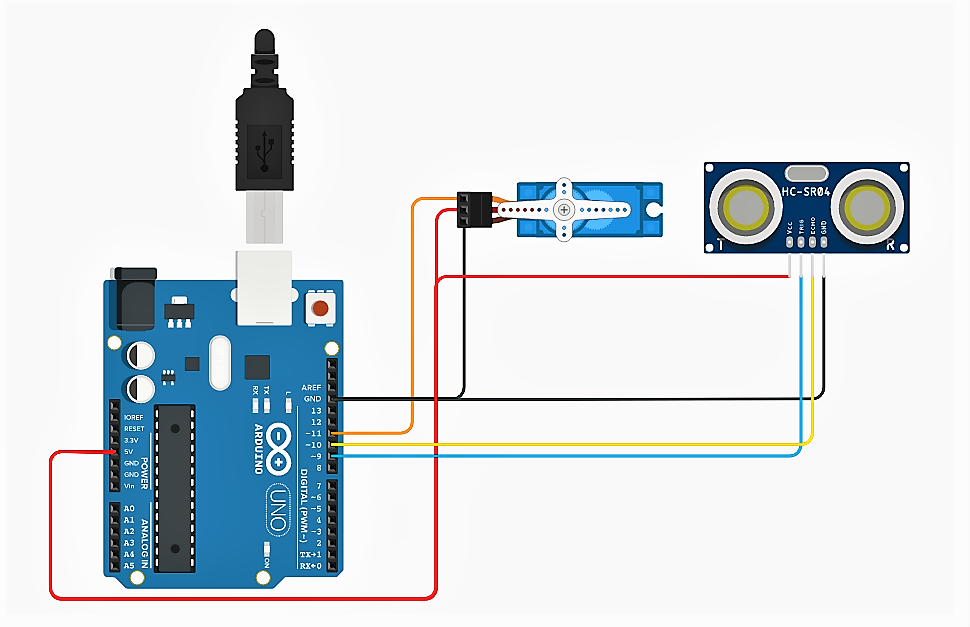 HC-SR04
Vcc
TRIG
ECHO
GND
T
R
AREF
GND
13
12
~11
~10
~9
8
7
~6
~5
4
~3
2
TX→1
RX←0
DIGITAL (PWM~)
IOREF
RESET
3.3V
5V
GND
GND
Vin
POWER
A0
A1
A2
A3
A4
A5
ANALOG IN
RX
TX
L
ARDUINO
UNO
ON